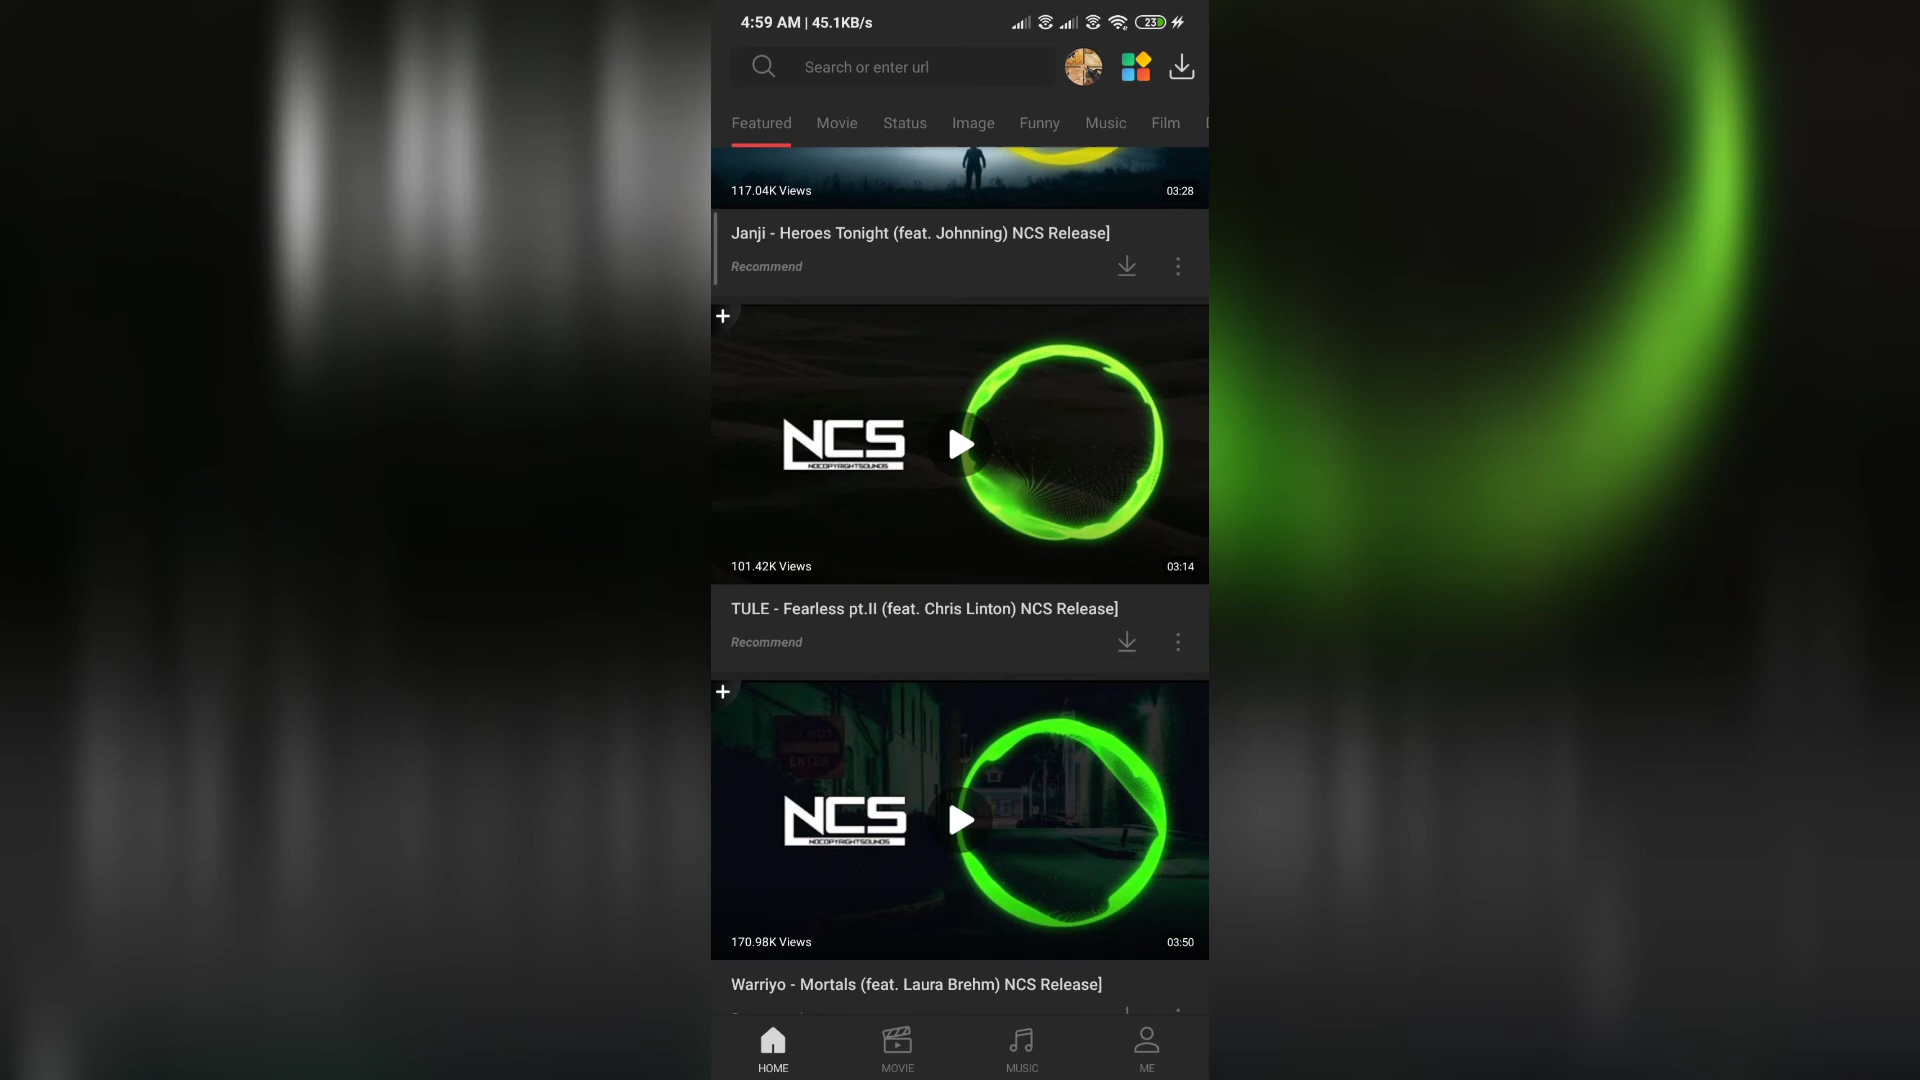 4:59 AM | 45.1KB/s
23
Search or enter url
Featured Movie Status Image Funny Music Film
117.04K Views
03:28
Janji - Heroes Tonight (feat. Johnning) NCS Release]
Recommend
NCS
NOCOPYRIGHTSOUNDS
101.42K Views
03:14
TULE - Fearless pt.II (feat. Chris Linton) NCS Release]
Recommend
ENTER
NCS
NOCOPYRIGHTSOUNDS
170.98K Views
03:50
Warriyo - Mortals (feat. Laura Brehm) NCS Release]
HOME MOVIE MUSIC ME